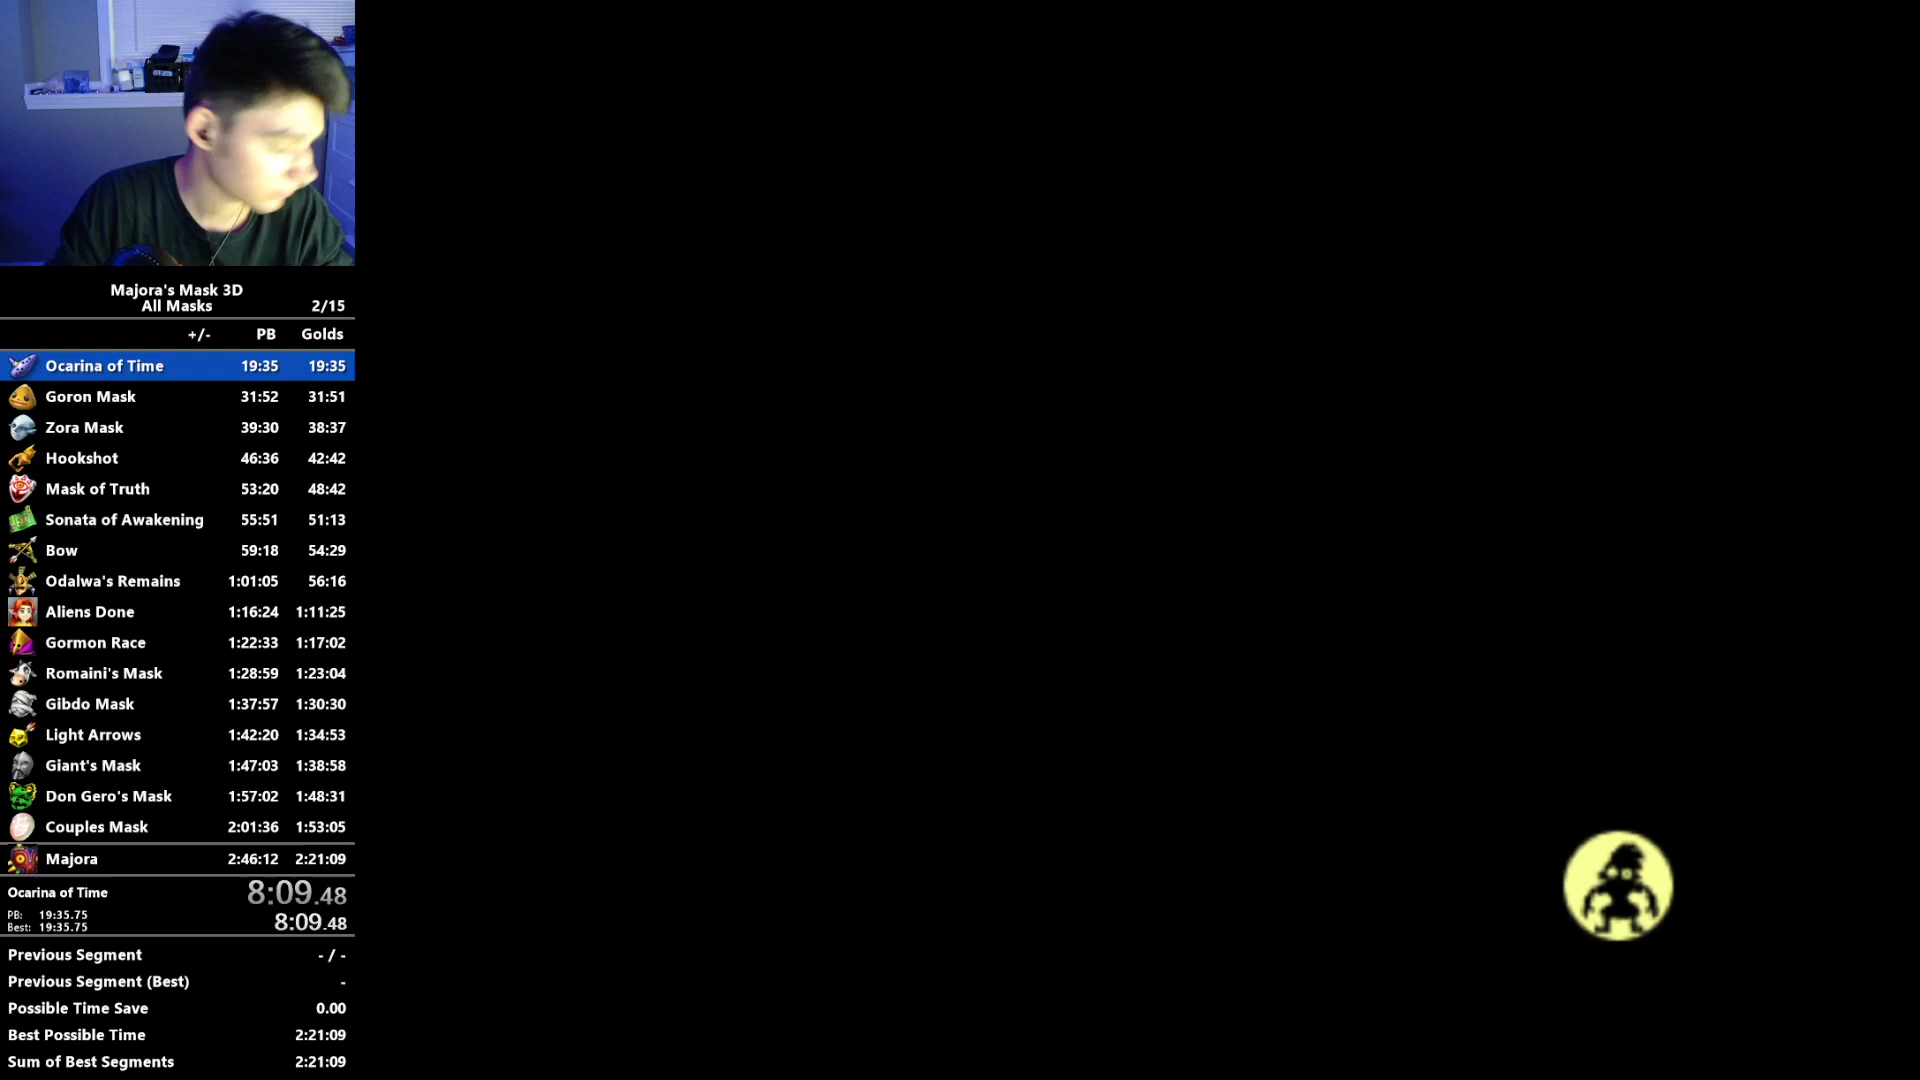 Majora's Mask 3D
All Masks 2/15
+/- PB Golds
Ocarina of Time 19:35 19:35
Goron Mask 31:52 31:51
Zora Mask 39:30 38:37
Hookshot 46:36 42:42
Mask of Truth 53:20 48:42
Sonata of Awakening 55:51 51:13
Bow 59:18 54:29
Odalwa's Remains 1:01:05 56:16
Aliens Done 1:16:24 1:11:25
Gormon Race 1:22:33 1:17:02
Romaini's Mask 1:28:59 1:23:04
Gibdo Mask 1:37:57 1:30:30
Light Arrows 1:42:20 1:34:53
Giant's Mask 1:47:03 1:38:58
Don Gero's Mask 1:57:02 1:48:31
Couples Mask 2:01:36 1:53:05
Majora 2:46:12 2:21:09
Ocarina of Time 8:09.48
PB: 19:35.75
Best: 19:35.75 8:09.48
Previous Segment - / -
Previous Segment (Best) -
Possible Time Save 0.00
Best Possible Time 2:21:09
Sum of Best Segments 2:21:09